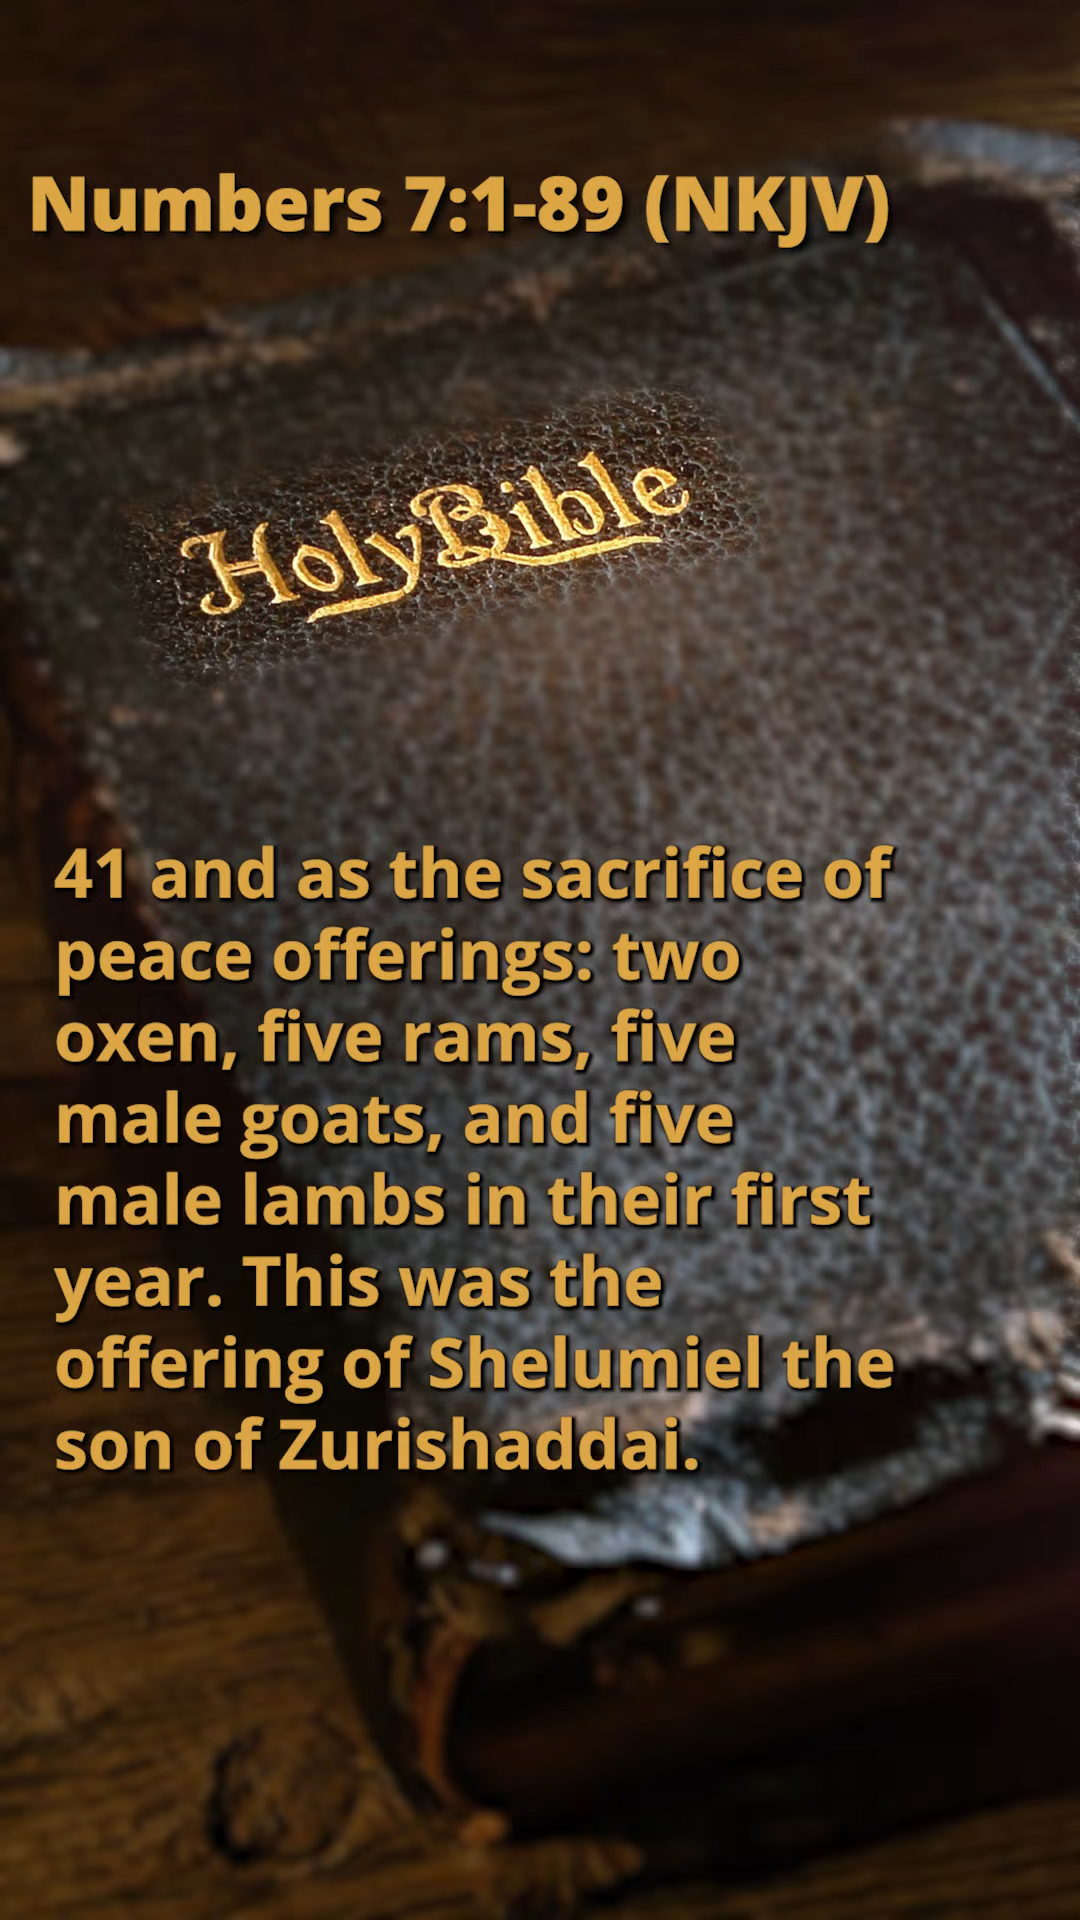 Numbers 7:1-89 (NKJV)
Holy Bible
41 and as the sacrifice of
peace offerings: two
oxen, five rams, five
male goats, and five
male lambs in their first
year. This was the
offering of Shelumiel the
son of Zurishaddai.